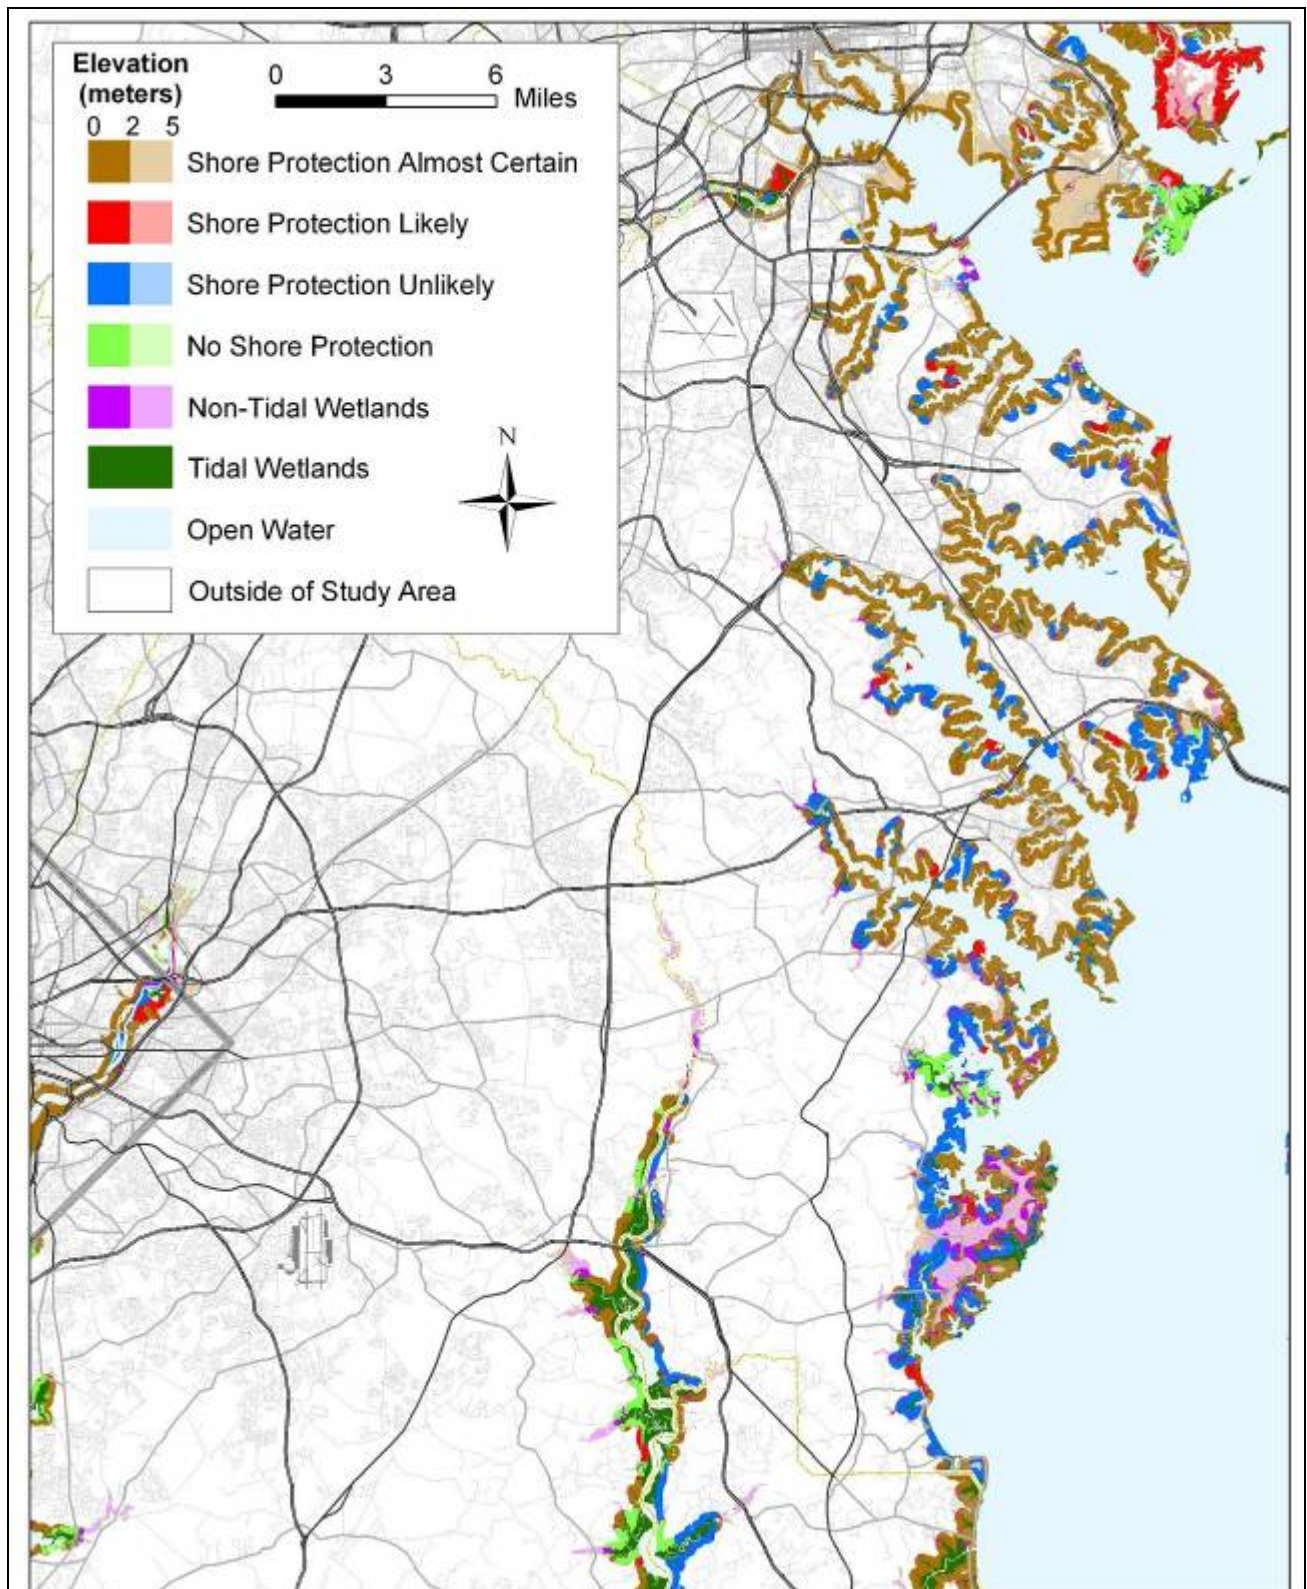 Elevation
(meters)
0 2 5
0 3 6
Miles
Shore Protection Almost Certain
Shore Protection Likely
Shore Protection Unlikely
No Shore Protection
Non-Tidal Wetlands
N
Tidal Wetlands
Open Water
Outside of Study Area